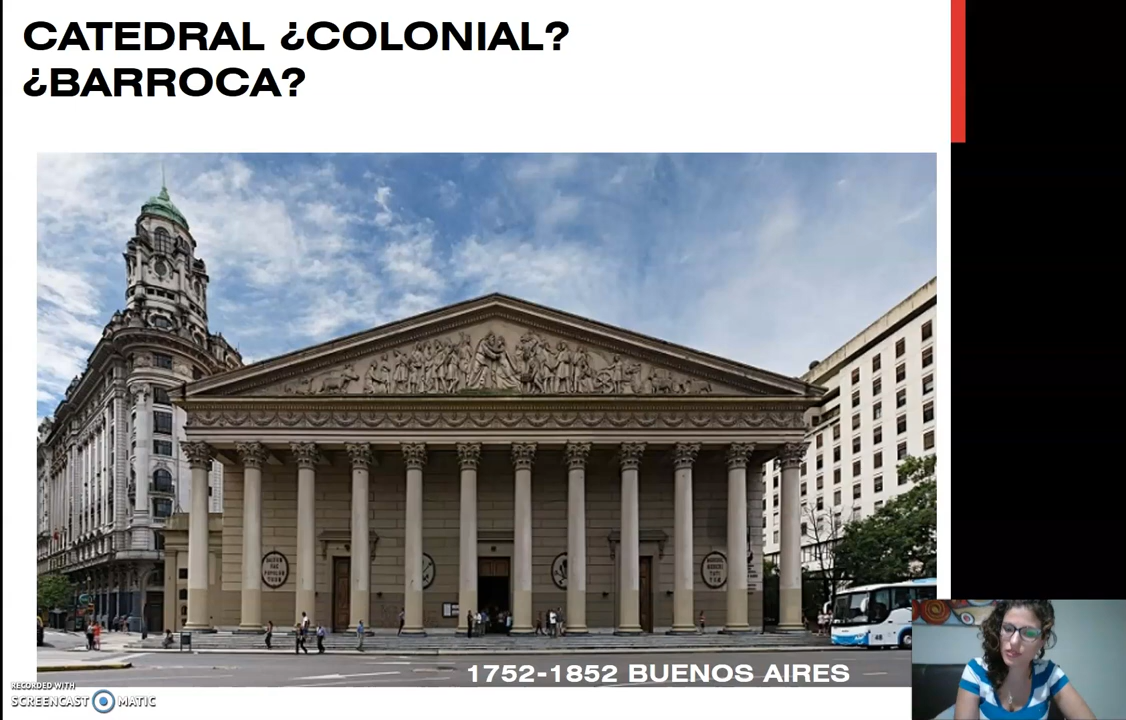 CATEDRAL ¿COLONIAL?
¿BARROCA?
1752-1852 BUENOS AIRES
RECORDED WITH
SCREENCAST MATIC